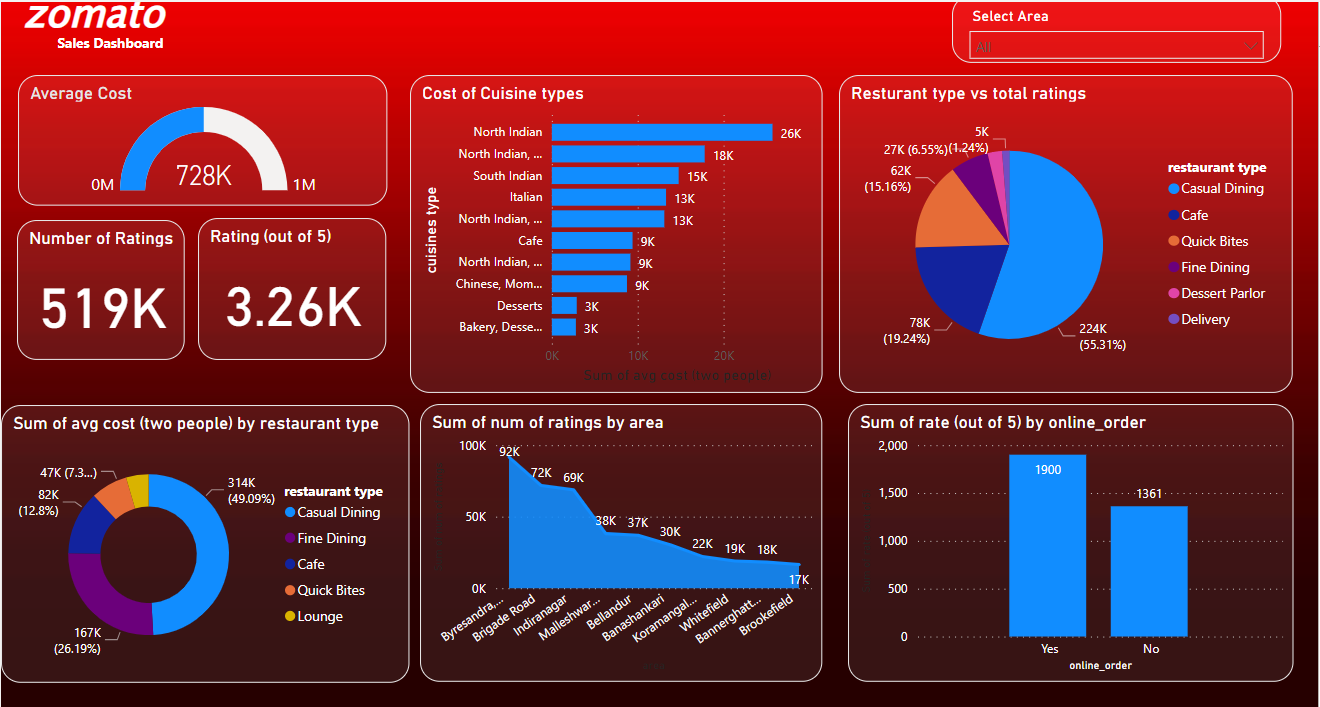 zomato
Sales Dashboard
Select Area
All
Average Cost
0M
728K
1M
Number of Ratings
519K
Rating (out of 5)
3.26K
Cost of Cuisine types
cuisines type
North Indian
26K
North Indian, ...
18K
South Indian
15K
Italian
13K
North Indian, ...
13K
Cafe
9K
North Indian, ...
9K
Chinese, Mom...
9K
Desserts
3K
Bakery, Desse...
3K
0K
10K
20K
Sum of avg cost (two people)
Resturant type vs total ratings
5K
(1.24%)
27K (6.55%)
62K
(15.16%)
78K
(19.24%)
224K
(55.31%)
restaurant type
Casual Dining
Cafe
Quick Bites
Fine Dining
Dessert Parlor
Delivery
Sum of avg cost (two people) by restaurant type
47K (7.3...)
82K
(12.8%)
167K
(26.19%)
314K
(49.09%)
restaurant type
Casual Dining
Fine Dining
Cafe
Quick Bites
Lounge
Sum of num of ratings by area
100K
50K
0K
92K
72K
69K
38K
37K
30K
22K
19K
18K
17K
Byresandra,...
Brigade Road
Indiranagar
Malleshwar...
Bellandur
Banashankari
Koramangal...
Whitefield
Bannerghatt...
Brookefield
area
Sum of rate (out of 5) by online_order
2,000
1,500
1,000
500
0
1900
1361
Yes
No
online_order